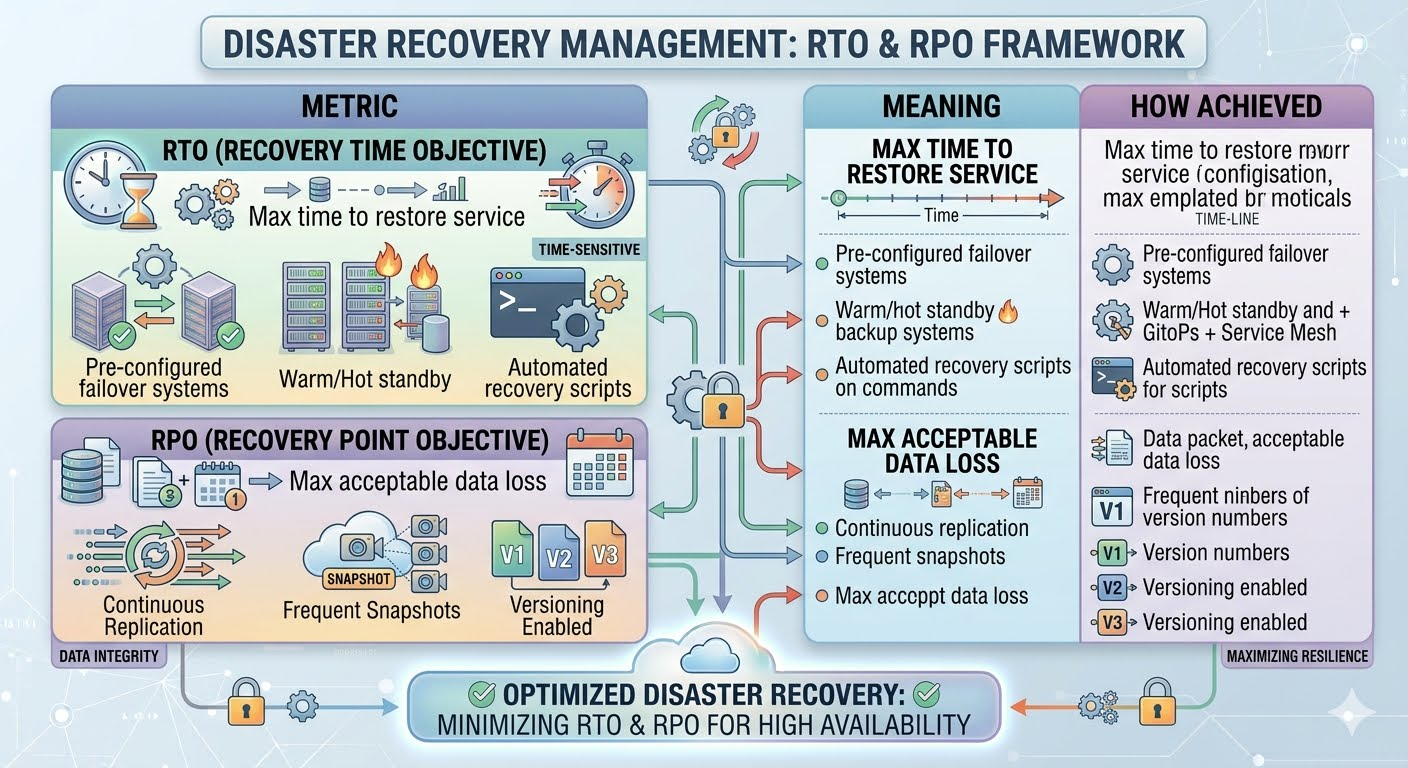 DISASTER RECOVERY MANAGEMENT: RTO & RPO FRAMEWORK
METRIC
RTO (RECOVERY TIME OBJECTIVE)
Max time to restore service
TIME-SENSITIVE
Pre-configured
failover systems
Warm/Hot standby
>_
Automated
recovery scripts
RPO (RECOVERY POINT OBJECTIVE)
3
+
1
Max acceptable data loss
Continuous
Replication
SNAPSHOT
Frequent Snapshots
V1
V2
V3
Versioning
Enabled
DATA INTEGRITY
MEANING
MAX TIME TO
RESTORE SERVICE
Time
Pre-configured failover
systems
Warm/hot standby
backup systems
Automated recovery scripts
on commands
MAX ACCEPTABLE
DATA LOSS
Continuous replication
Frequent snapshots
Max accppt data loss
HOW ACHIEVED
Max time to restore
service (configisation,
max emplated br moticals
TIME-LINE
Pre-configured failover
systems
Warm/Hot standby and +
GitoPs + Service Mesh
>_
Automated recovery scripts
for scripts
Data packet, acceptable
data loss
V1
Frequent ninbers of
version numbers
V1
Version numbers
V2
Versioning enabled
V3
Versioning enabled
MAXIMIZING RESILIENCE
OPTIMIZED DISASTER RECOVERY:
MINIMIZING RTO & RPO FOR HIGH AVAILABILITY